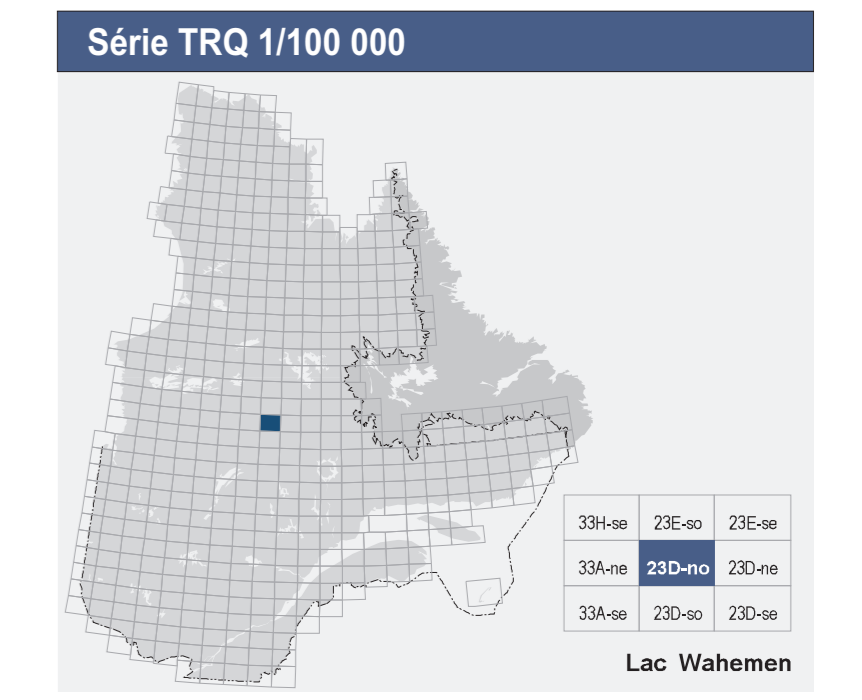 Série TRQ 1/100 000
33H-se 23E-so 23E-se
33A-ne 23D-no 23D-ne
33A-se 23D-so 23D-se
Lac Wahemen